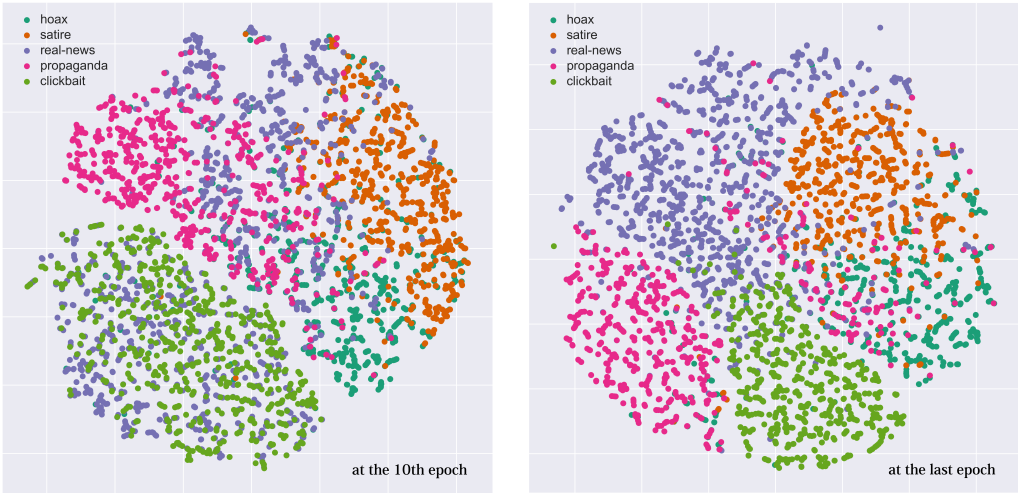 hoax
satire
real-news
propaganda
clickbait
at the 10th epoch
hoax
satire
real-news
propaganda
clickbait
at the last epoch